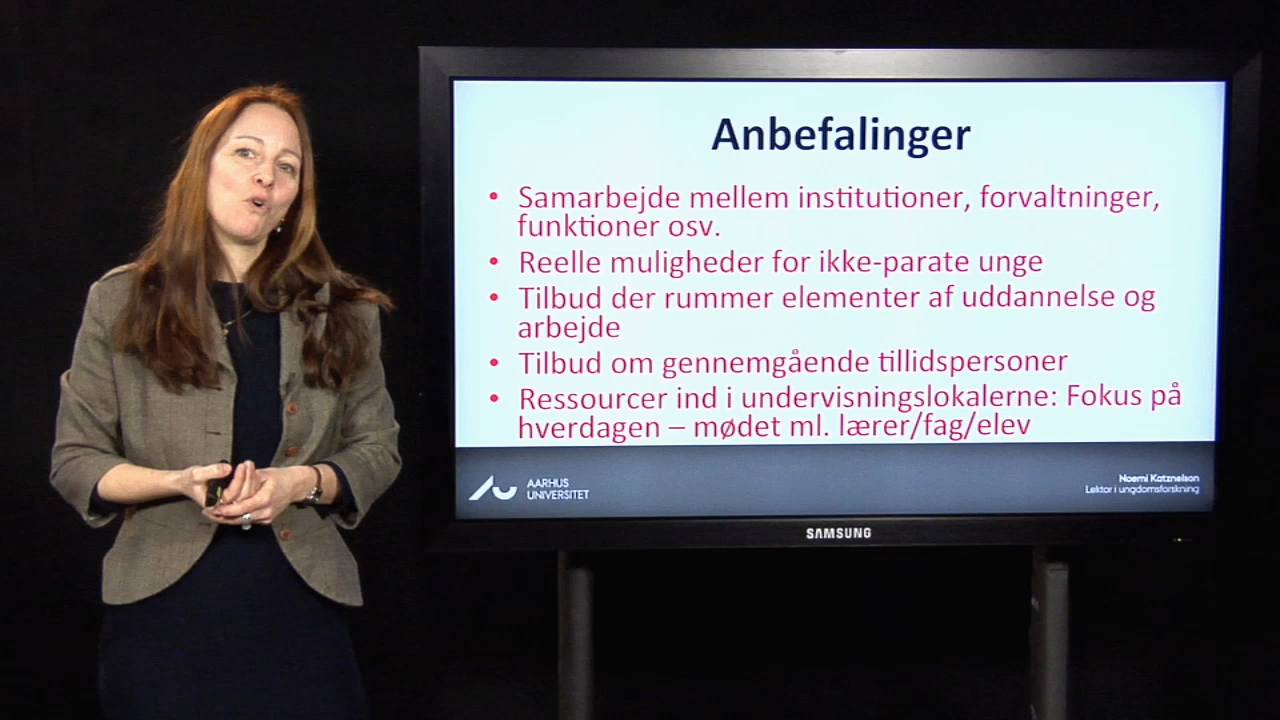 Anbefalinger
• Samarbejde mellem institutioner, forvaltninger,
funktioner osv.
• Reelle muligheder for ikke-parate unge
• Tilbud der rummer elementer af uddannelse og
arbejde
• Tilbud om gennemgående tillidspersoner
• Ressourcer ind i undervisningslokalerne: Fokus på
hverdagen – mødet ml. lærer/fag/elev
AARHUS
UNIVERSITET
Noemi Katznelson
Lektor i ungdomsforskning
SAMSUNG